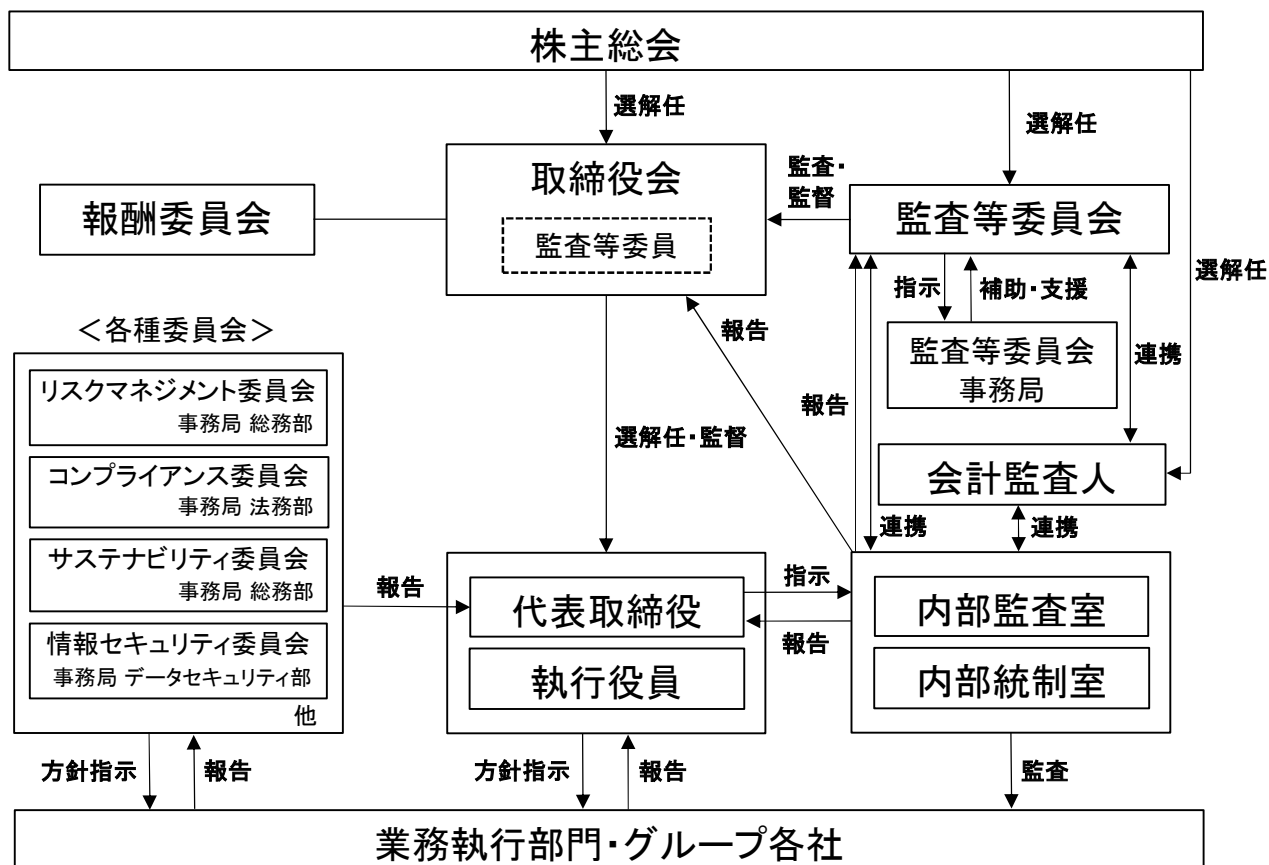 株主総会
選解任
選解任
選解任
取締役会
監査等委員
監査・
監督
監査等委員会
報酬委員会
指示
補助・支援
監査等委員会
事務局
連携
報告
報告
＜各種委員会＞
リスクマネジメント委員会
事務局 総務部
コンプライアンス委員会
事務局 法務部
サステナビリティ委員会
事務局 総務部
情報セキュリティ委員会
事務局 データセキュリティ部
他
選解任・監督
会計監査人
連携
連携
報告
代表取締役
執行役員
指示
報告
内部監査室
内部統制室
方針指示
報告
方針指示
報告
監査
業務執行部門・グループ各社